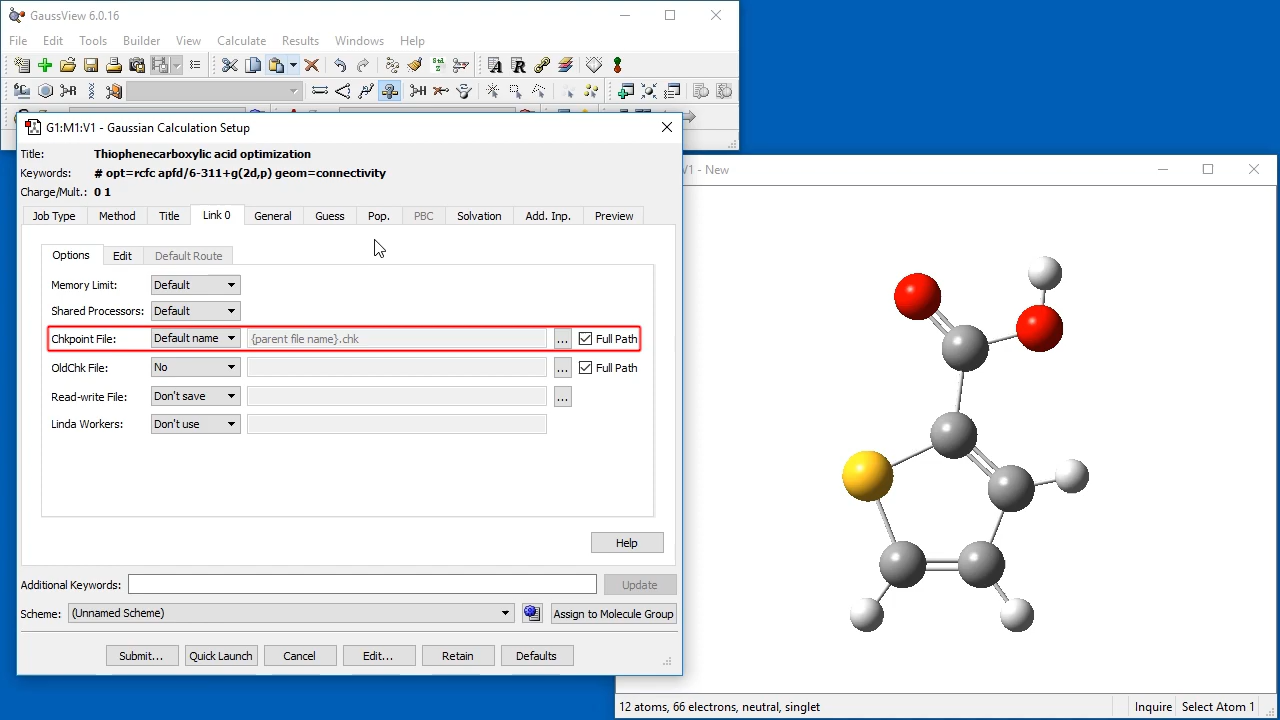 GaussView 6.0.16
File Edit Tools Builder View Calculate Results Windows Help
G1:M1:V1 - Gaussian Calculation Setup
Title: Thiophenecarboxylic acid optimization
Keywords: # opt=rcfc apfd/6-311+g(2d,p) geom=connectivity
Charge/Mult.: 0 1
Job Type Method Title Link 0 General Guess Pop. PBC Solvation Add. Inp. Preview
Options Edit Default Route
Memory Limit: Default
Shared Processors: Default
Chkpoint File: Default name {parent file name}.chk ... Full Path
OldChk File: No ... Full Path
Read-write File: Don't save ...
Linda Workers: Don't use
Help
Additional Keywords: Update
Scheme: (Unnamed Scheme) Assign to Molecule Group
Submit... Quick Launch Cancel Edit... Retain Defaults
V1 - New
12 atoms, 66 electrons, neutral, singlet Inquire Select Atom 1